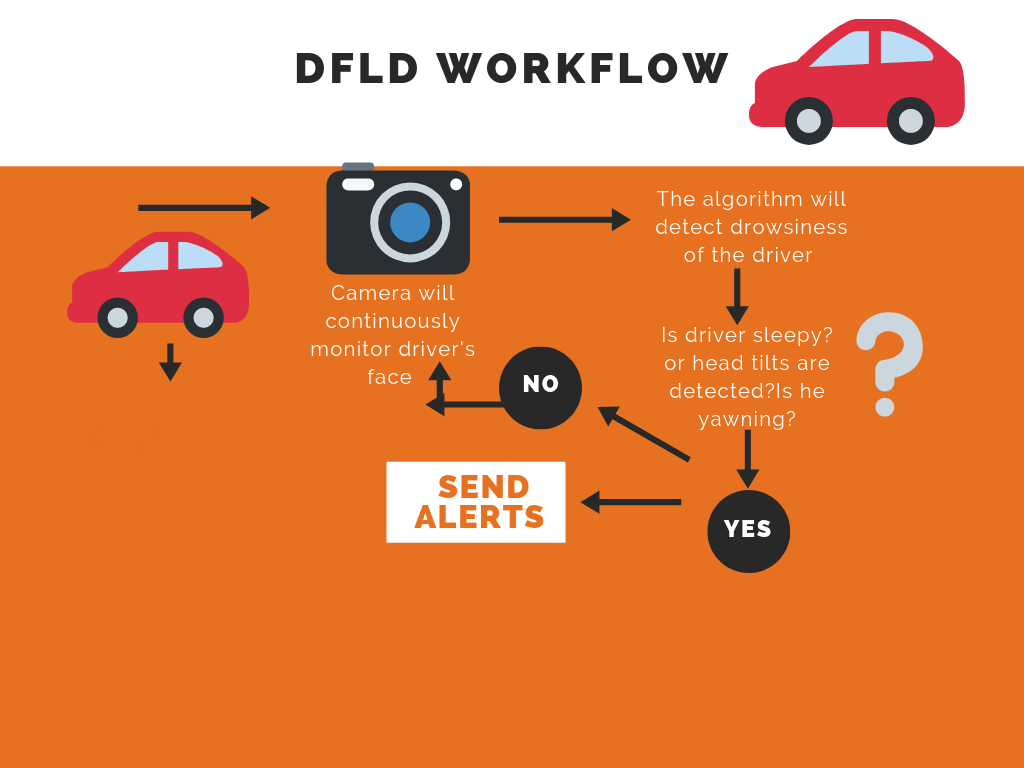 DFLD WORKFLOW
Camera will
continuously
monitor driver's
face
The algorithm will
detect drowsiness
of the driver
Is driver sleepy?
or head tilts are
detected?Is he
yawning?
NO
YES
SEND
ALERTS